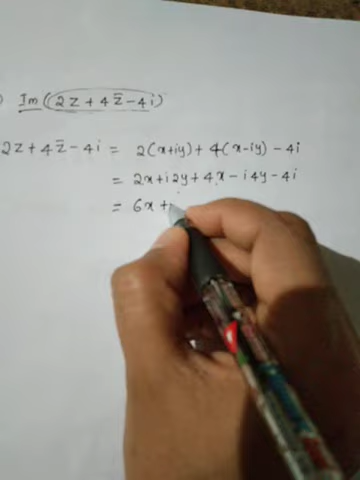 ) Im(2z + 4z̄ - 4i)
2z + 4z̄ - 4i = 2(x+iy) + 4(x-iy) - 4i
= 2x + i2y + 4x - i4y - 4i
= 6x +